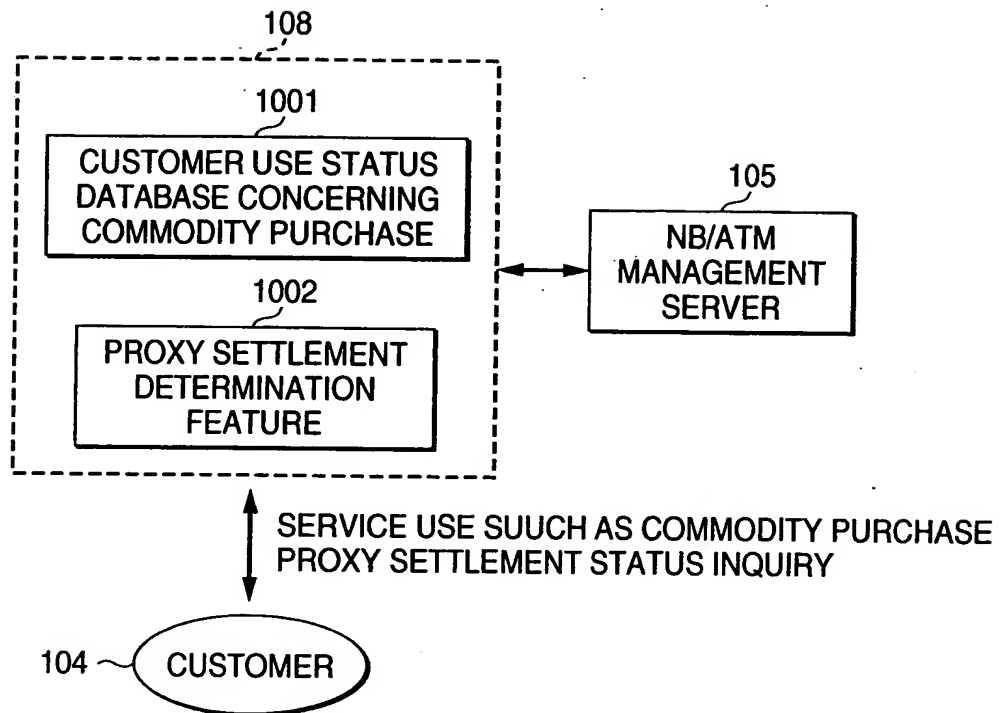 108
1001
CUSTOMER USE STATUS
DATABASE CONCERNING
COMMODITY PURCHASE
105
NB/ATM
MANAGEMENT
SERVER
1002
PROXY SETTLEMENT
DETERMINATION
FEATURE
SERVICE USE SUUCH AS COMMODITY PURCHASE
PROXY SETTLEMENT STATUS INQUIRY
104
CUSTOMER